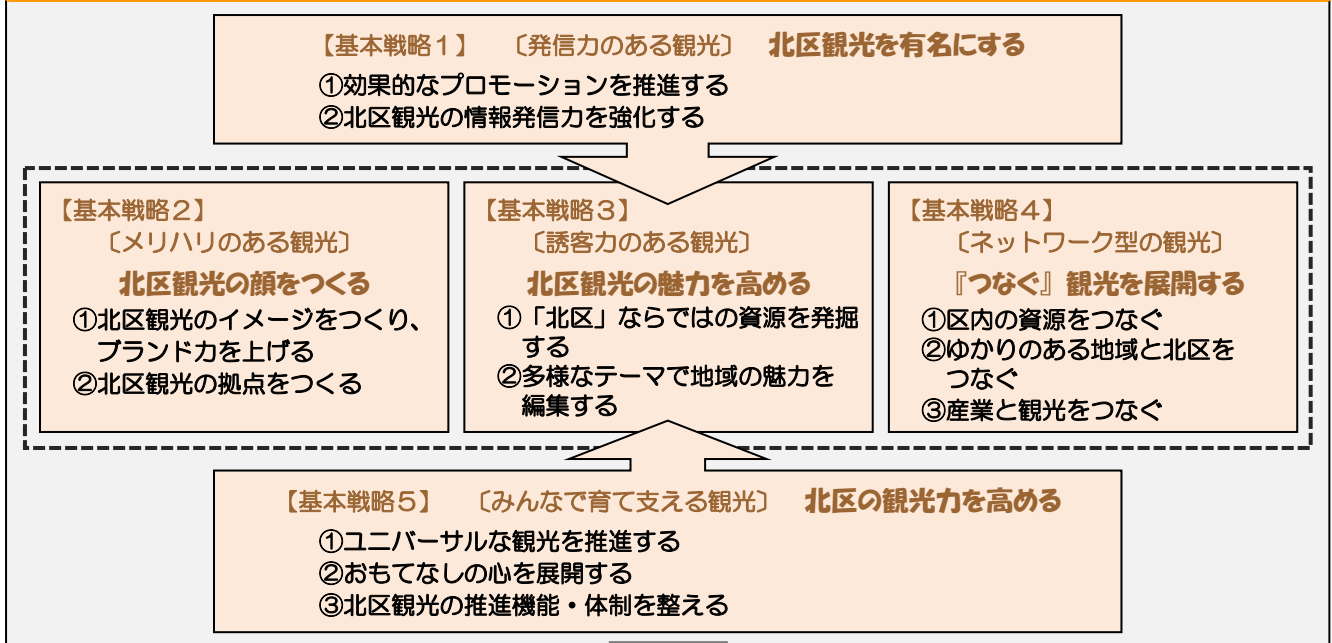 【基本戦略１】　〔発信力のある観光〕　北区観光を有名にする
①効果的なプロモーションを推進する
②北区観光の情報発信力を強化する
【基本戦略２】
〔メリハリのある観光〕
北区観光の顔をつくる
①北区観光のイメージをつくり、
ブランド力を上げる
②北区観光の拠点をつくる
【基本戦略３】
〔誘客力のある観光〕
北区観光の魅力を高める
①「北区」ならではの資源を発掘
する
②多様なテーマで地域の魅力を
編集する
【基本戦略４】
〔ネットワーク型の観光〕
『つなぐ』観光を展開する
①区内の資源をつなぐ
②ゆかりのある地域と北区を
つなぐ
③産業と観光をつなぐ
【基本戦略５】　〔みんなで育て支える観光〕　北区の観光力を高める
①ユニバーサルな観光を推進する
②おもてなしの心を展開する
③北区観光の推進機能・体制を整える